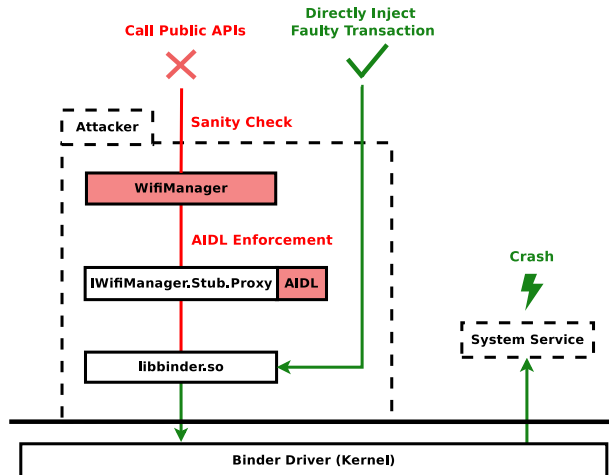 Call Public APIs
Directly Inject
Faulty Transaction
Sanity Check
Attacker
WifiManager
AIDL Enforcement
IWifiManager.Stub.Proxy
AIDL
Crash
System Service
libbinder.so
Binder Driver (Kernel)